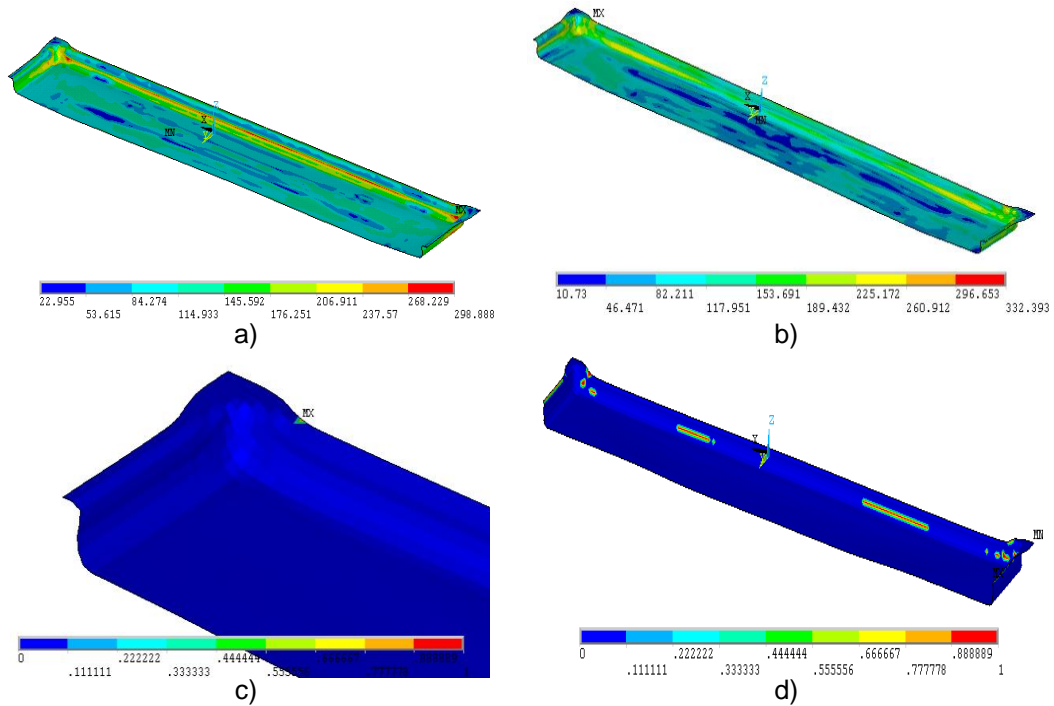 Z
X
MN
MX
22.955 84.274 145.592 206.911 268.229
53.615 114.933 176.251 237.57 298.888
a)
MX
Z
X
MN
10.73 82.211 153.691 225.172 296.653
46.471 117.951 189.432 260.912 332.393
b)
MX
0 .222222 .444444
.111111 .333333 1
c)
Z
X
MN
0 .222222 .444444 .666667 .888889
.111111 .333333 .555556 .777778 1
d)